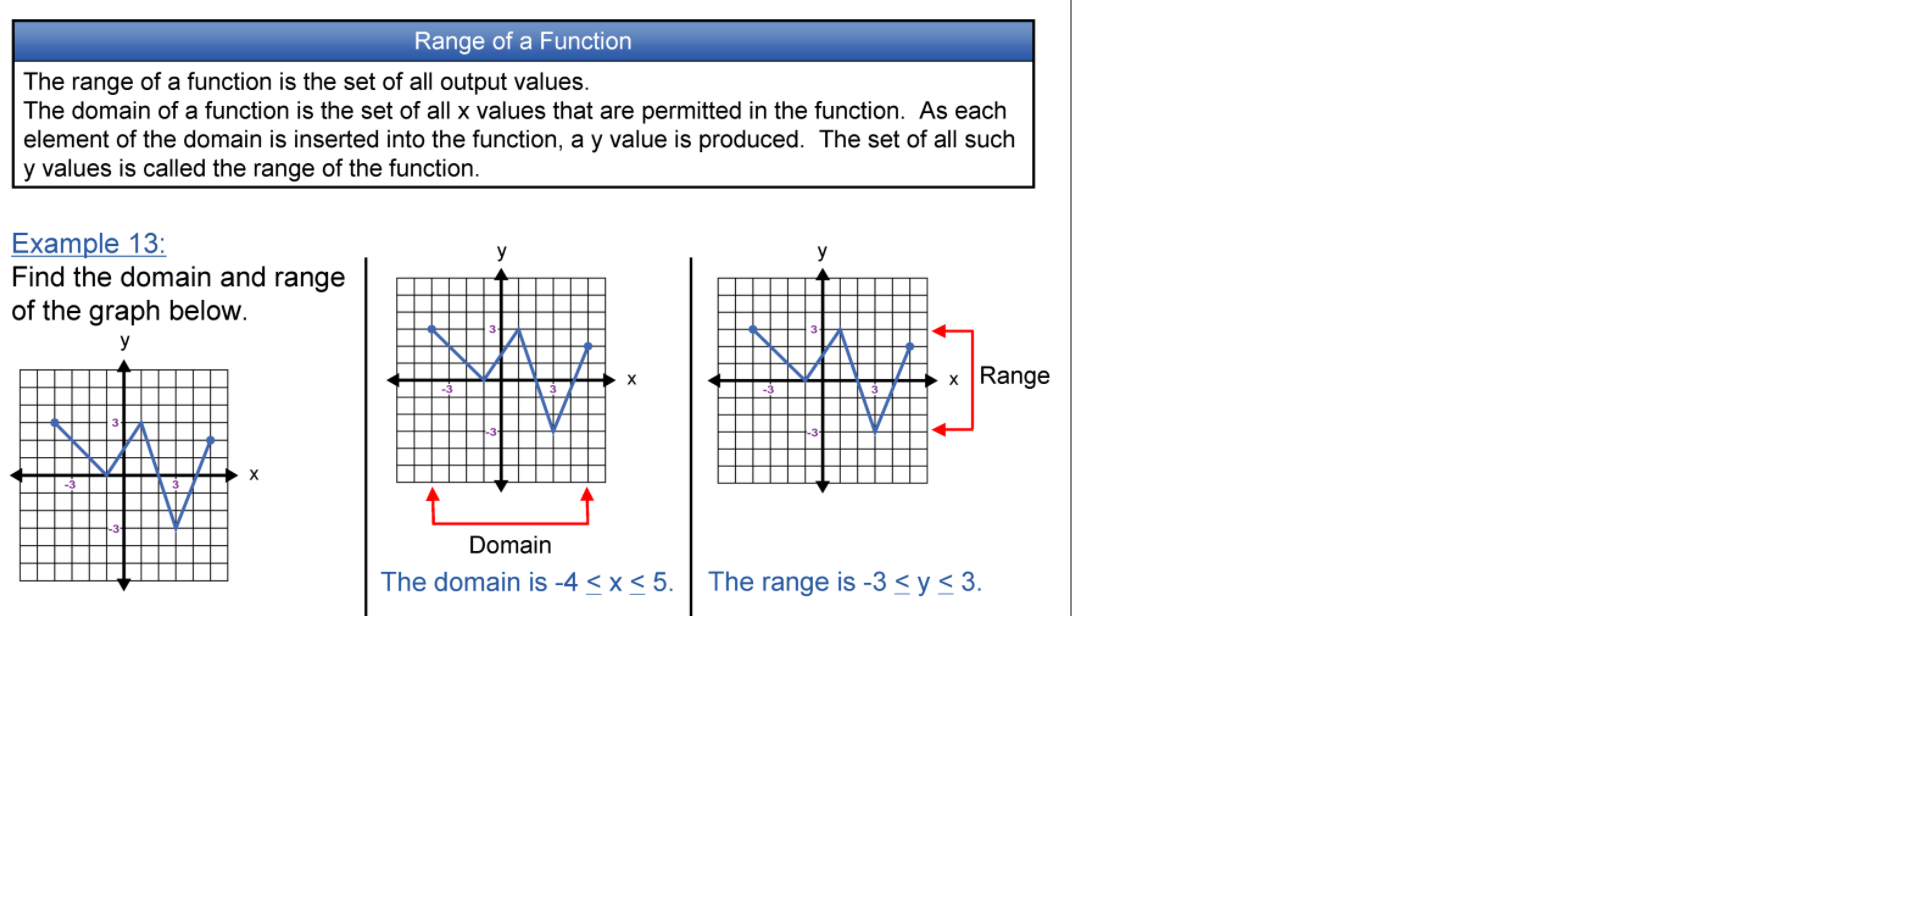 Range of a Function
The range of a function is the set of all output values.
The domain of a function is the set of all x values that are permitted in the function.  As each
element of the domain is inserted into the function, a y value is produced.  The set of all such
y values is called the range of the function.
Example 13:
Find the domain and range
of the graph below.
y
3
x
-3
3
-3
y
3
x
-3
3
-3
Domain
The domain is -4 ≤ x ≤ 5.
y
3
x
Range
-3
3
-3
The range is -3 ≤ y ≤ 3.